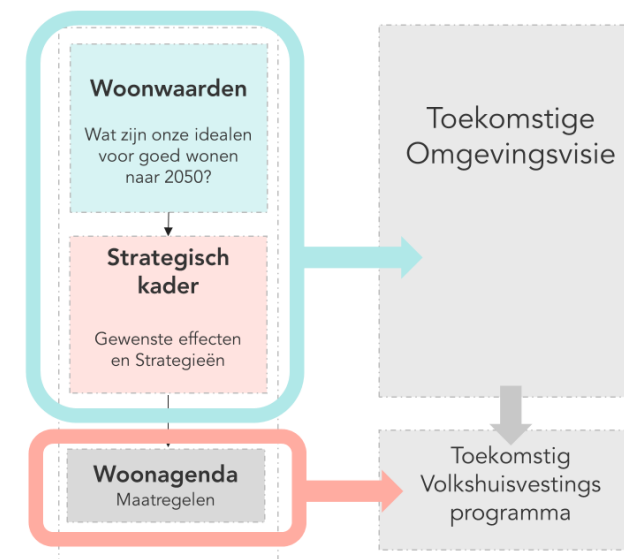 Woonwaarden
Wat zijn onze idealen
voor goed wonen
naar 2050?
Strategisch
kader
Gewenste effecten
en Strategieën
Woonagenda
Maatregelen
Toekomstige
Omgevingsvisie
Toekomstig
Volkshuisvestings
programma